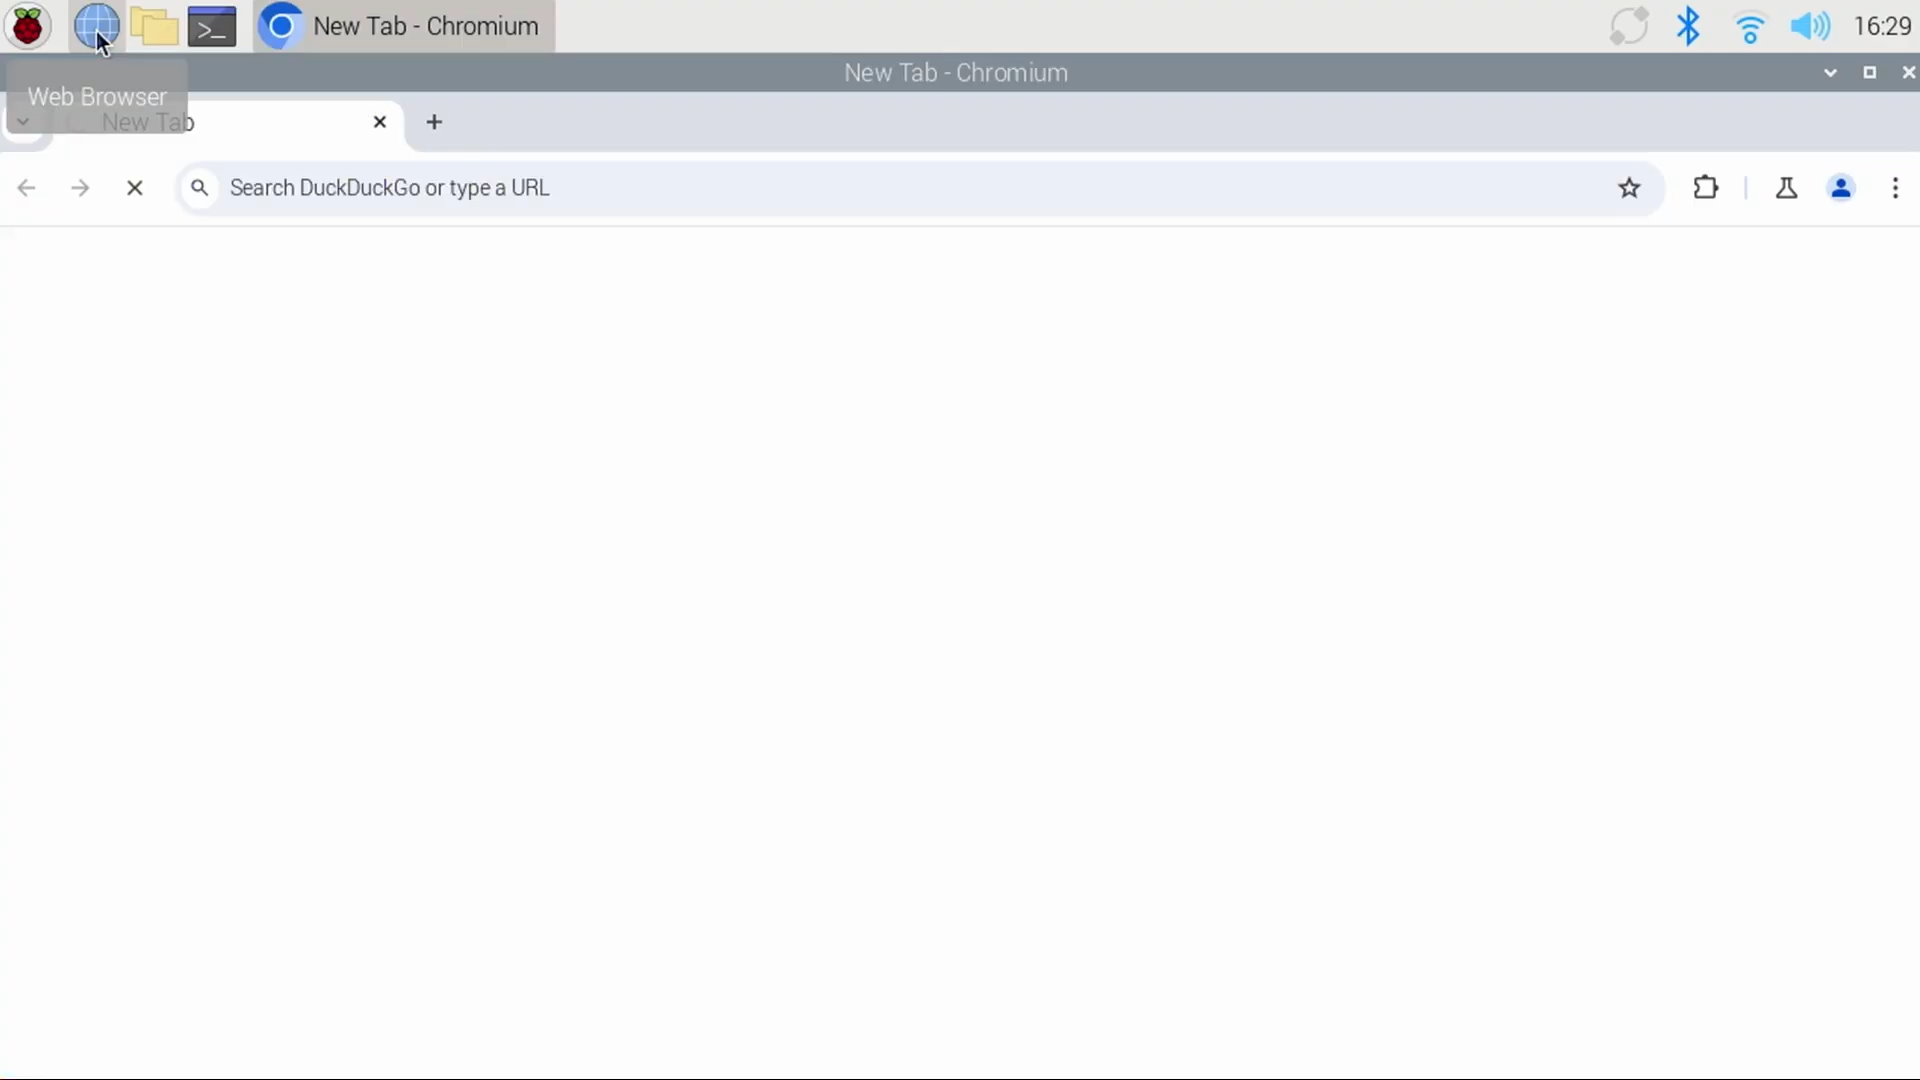 New Tab - Chromium
16:29
New Tab - Chromium
Web Browser
New Tab
Search DuckDuckGo or type a URL